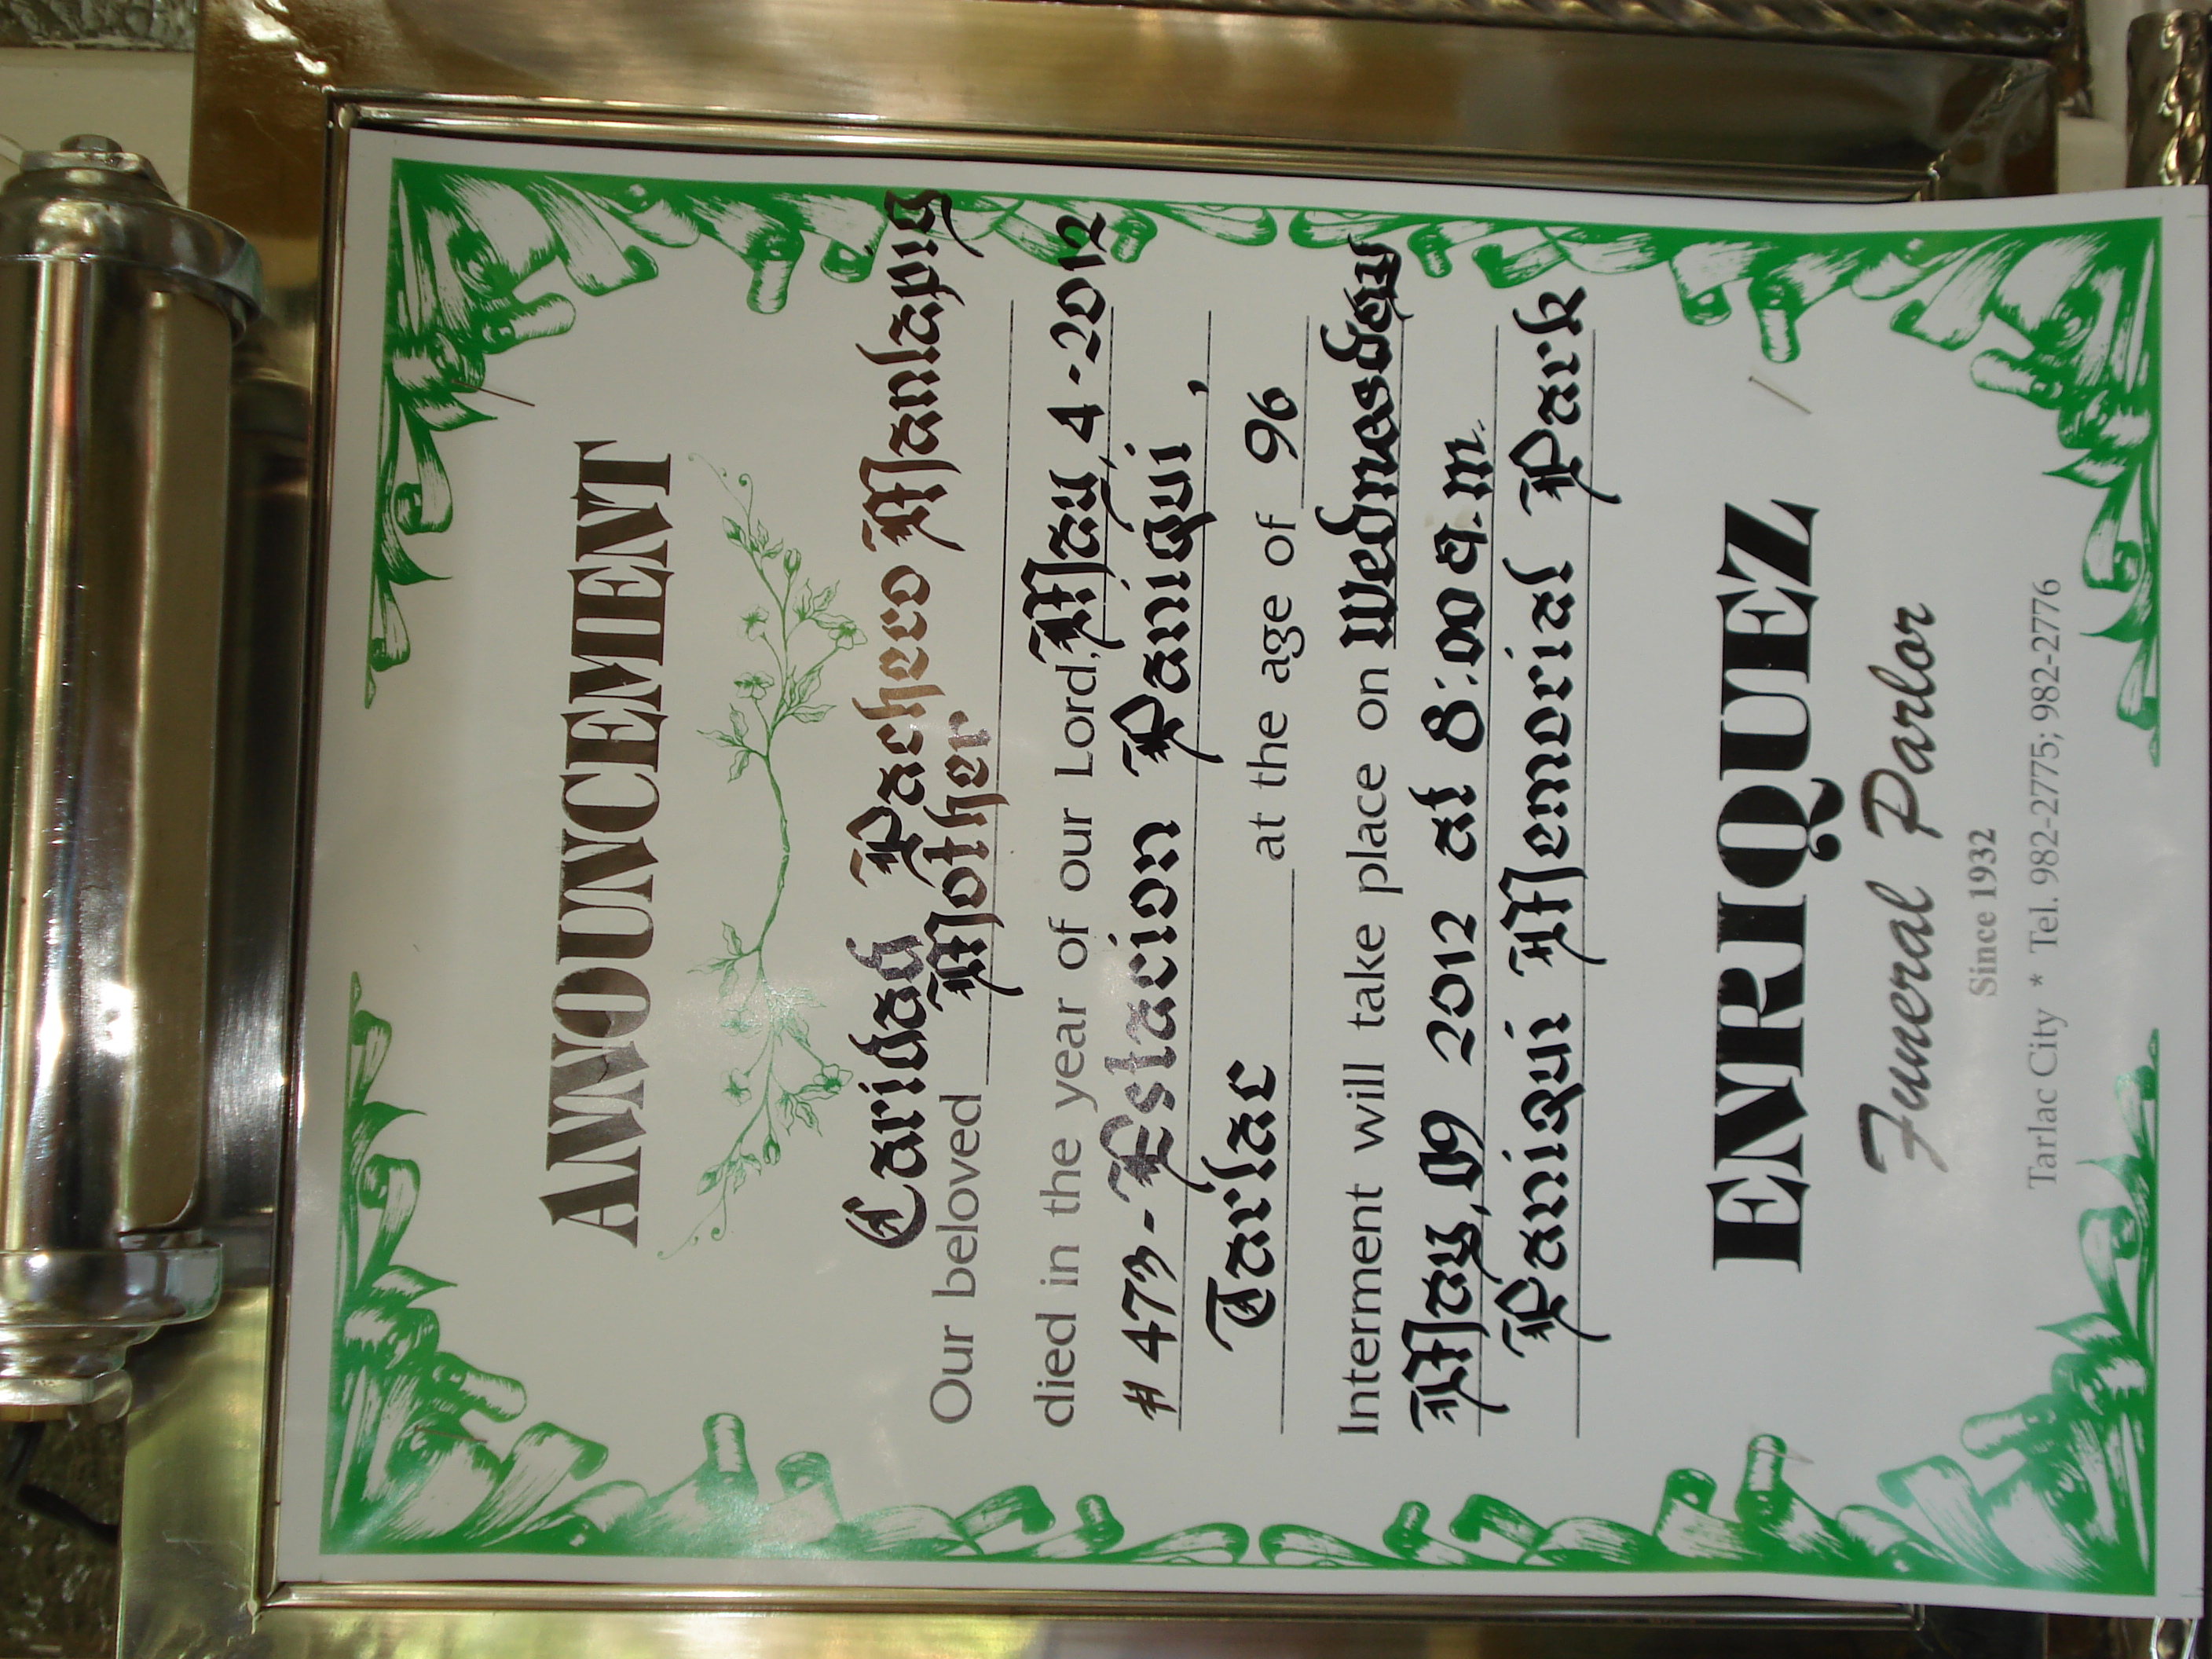 ANNOUNCEMENT
Caridad Pacheco Manlapig
Our beloved Mother
died in the year of our Lord, May, 4-2012
# 473- Estacion Paniqui,
Tarlac at the age of 96
Interment will take place on Wednesday
May, 09 2012 at 8:00 A.M.
Paniqui Memorial Park
ENRIQUEZ
Funeral Parlor
Since 1932
Tarlac City * Tel. 982-2775; 982-2776